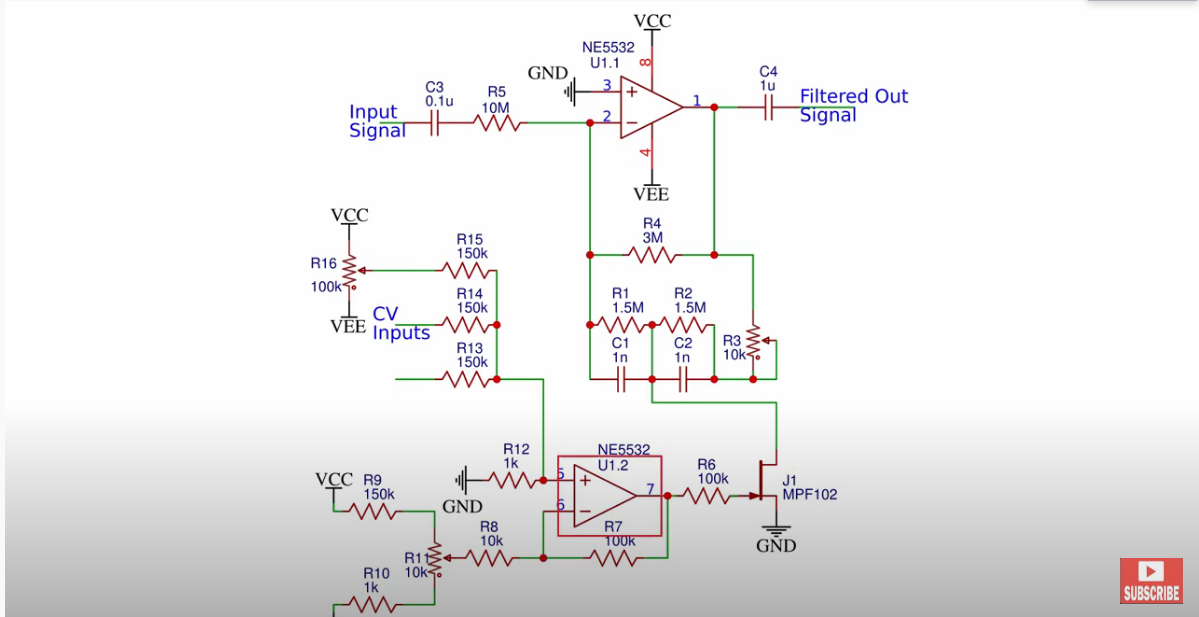 VCC
NE5532
U1.1
8
GND
3
+
1
2
−
4
VEE
C3
0.1u
R5
10M
Input
Signal
C4
1u
Filtered Out
Signal
R4
3M
VCC
R16
100k
VEE
R15
150k
R14
150k
CV
Inputs
R13
150k
R1
1.5M
R2
1.5M
C1
1n
C2
1n
R3
10k
R12
1k
GND
NE5532
U1.2
5
+
7
6
−
R6
100k
J1
MPF102
GND
VCC
R9
150k
R8
10k
R7
100k
R11
10k
R10
1k
SUBSCRIBE